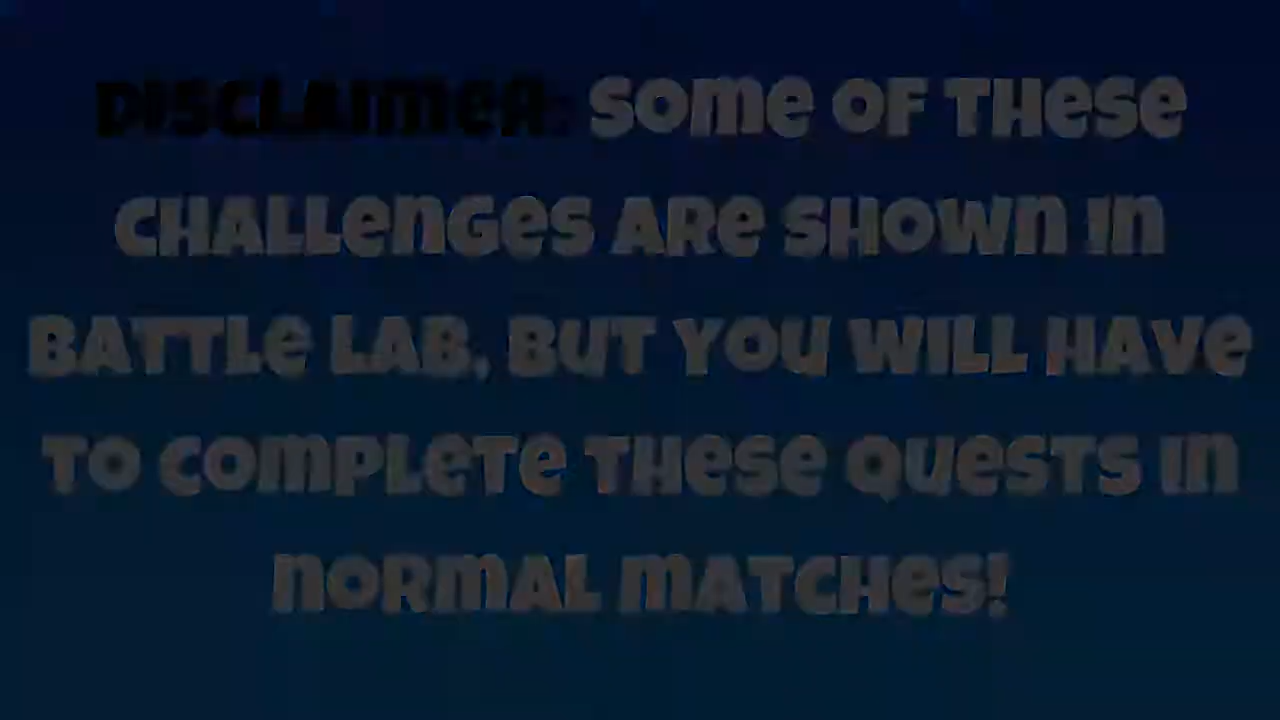 DISCLAIMER: SOME OF THESE
CHALLENGES ARE SHOWN IN
BATTLE LAB, BUT YOU WILL HAVE
TO COMPLETE THESE QUESTS IN
NORMAL MATCHES!